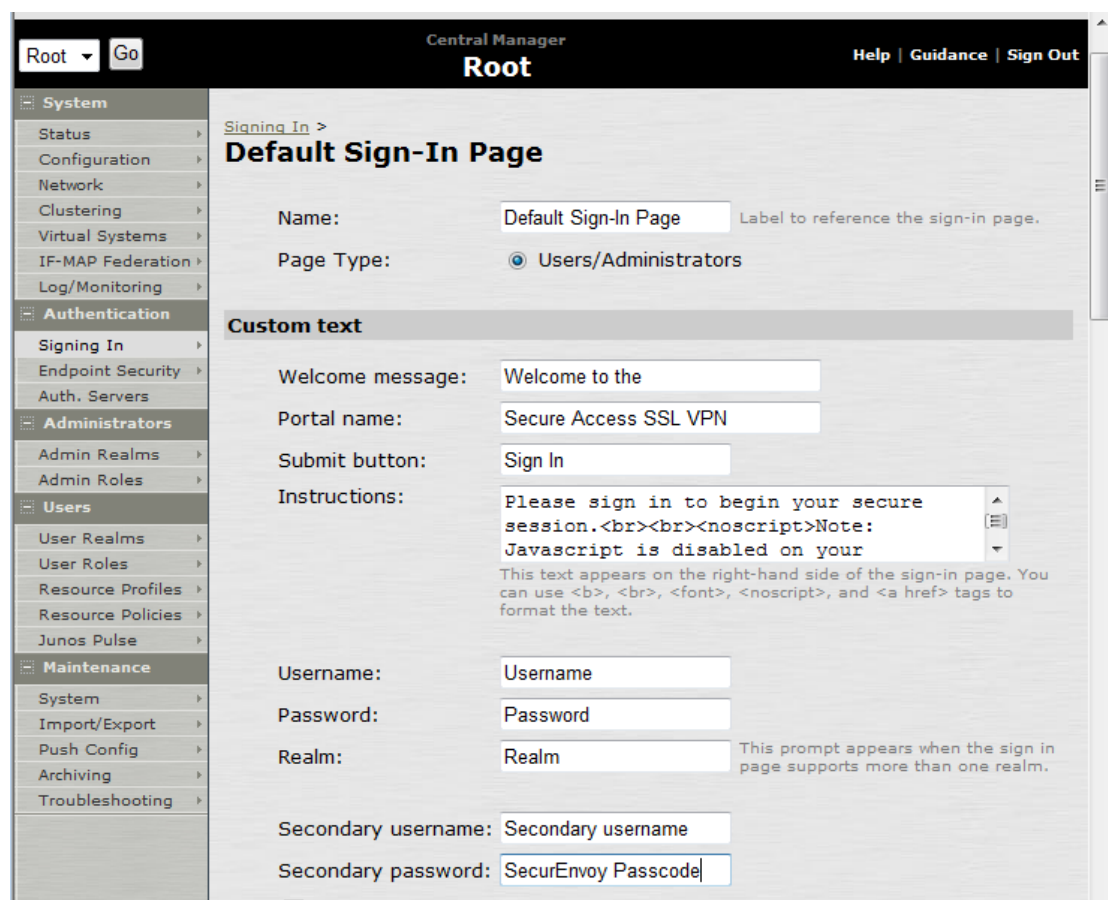 Root Go
Central Manager
Root
Help | Guidance | Sign Out
System
Status
Configuration
Network
Clustering
Virtual Systems
IF-MAP Federation
Log/Monitoring
Authentication
Signing In
Endpoint Security
Auth. Servers
Administrators
Admin Realms
Admin Roles
Users
User Realms
User Roles
Resource Profiles
Resource Policies
Junos Pulse
Maintenance
System
Import/Export
Push Config
Archiving
Troubleshooting
Signing In >
Default Sign-In Page
Name: Default Sign-In Page Label to reference the sign-in page.
Page Type: Users/Administrators
Custom text
Welcome message: Welcome to the
Portal name: Secure Access SSL VPN
Submit button: Sign In
Instructions: Please sign in to begin your secure
session.<br><br><noscript>Note:
Javascript is disabled on your
This text appears on the right-hand side of the sign-in page. You
can use <b>, <br>, <font>, <noscript>, and <a href> tags to
format the text.
Username: Username
Password: Password
Realm: Realm This prompt appears when the sign in
page supports more than one realm.
Secondary username: Secondary username
Secondary password: SecurEnvoy Passcode